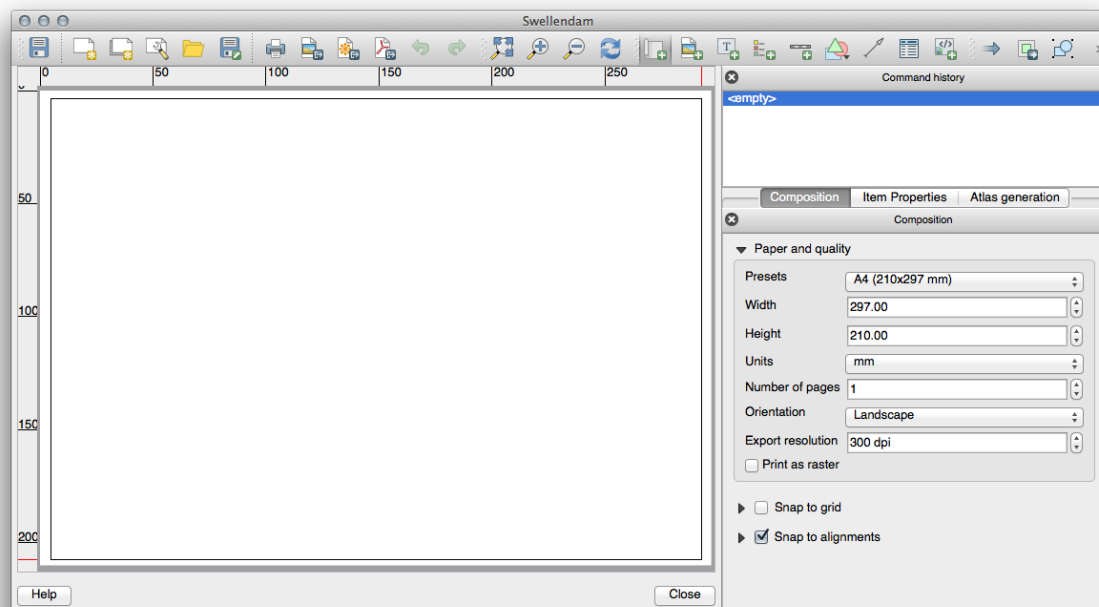 Swellendam
0 50 100 150 200 250
Command history
<empty>
50
100
150
200
Composition Item Properties Atlas generation
Composition
Paper and quality
Presets A4 (210x297 mm)
Width 297.00
Height 210.00
Units mm
Number of pages 1
Orientation Landscape
Export resolution 300 dpi
Print as raster
Snap to grid
Snap to alignments
Help Close